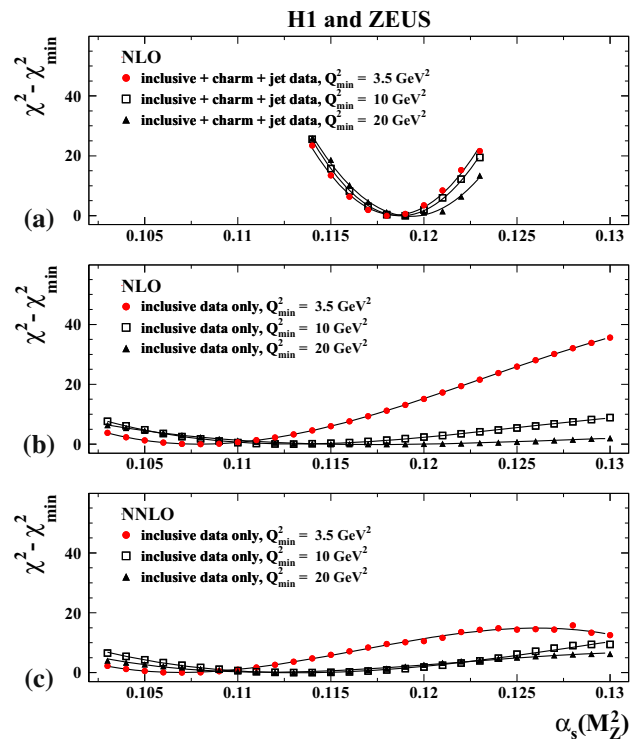 H1 and ZEUS
χ² - χ²min
60
40
20
0
NLO
inclusive + charm + jet data, Q²min = 3.5 GeV²
inclusive + charm + jet data, Q²min = 10 GeV²
inclusive + charm + jet data, Q²min = 20 GeV²
(a)
0.105 0.11 0.115 0.12 0.125 0.13
χ² - χ²min
60
40
20
0
NLO
inclusive data only, Q²min = 3.5 GeV²
inclusive data only, Q²min = 10 GeV²
inclusive data only, Q²min = 20 GeV²
(b)
0.105 0.11 0.115 0.12 0.125 0.13
χ² - χ²min
60
40
20
0
NNLO
inclusive data only, Q²min = 3.5 GeV²
inclusive data only, Q²min = 10 GeV²
inclusive data only, Q²min = 20 GeV²
(c)
0.105 0.11 0.115 0.12 0.125 0.13
αs(M²Z)